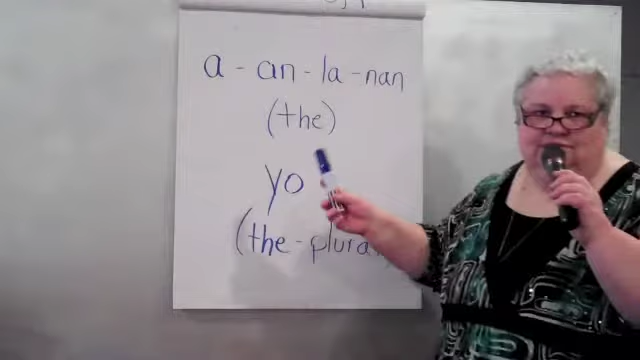 a - an - la - nan
(the)
yo
(the - plural